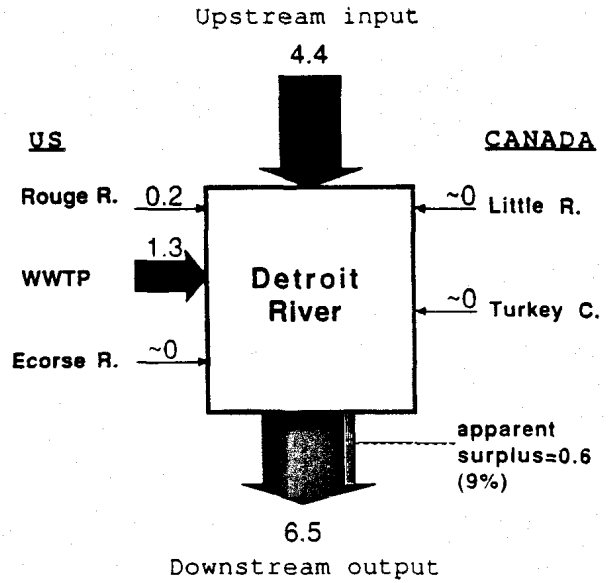 Upstream input
4.4
US
CANADA
Rouge R. 0.2
~0 Little R.
1.3
WWTP
Detroit
River
~0
Turkey C.
~0
Ecorse R.
apparent
surplus=0.6
(9%)
6.5
Downstream output